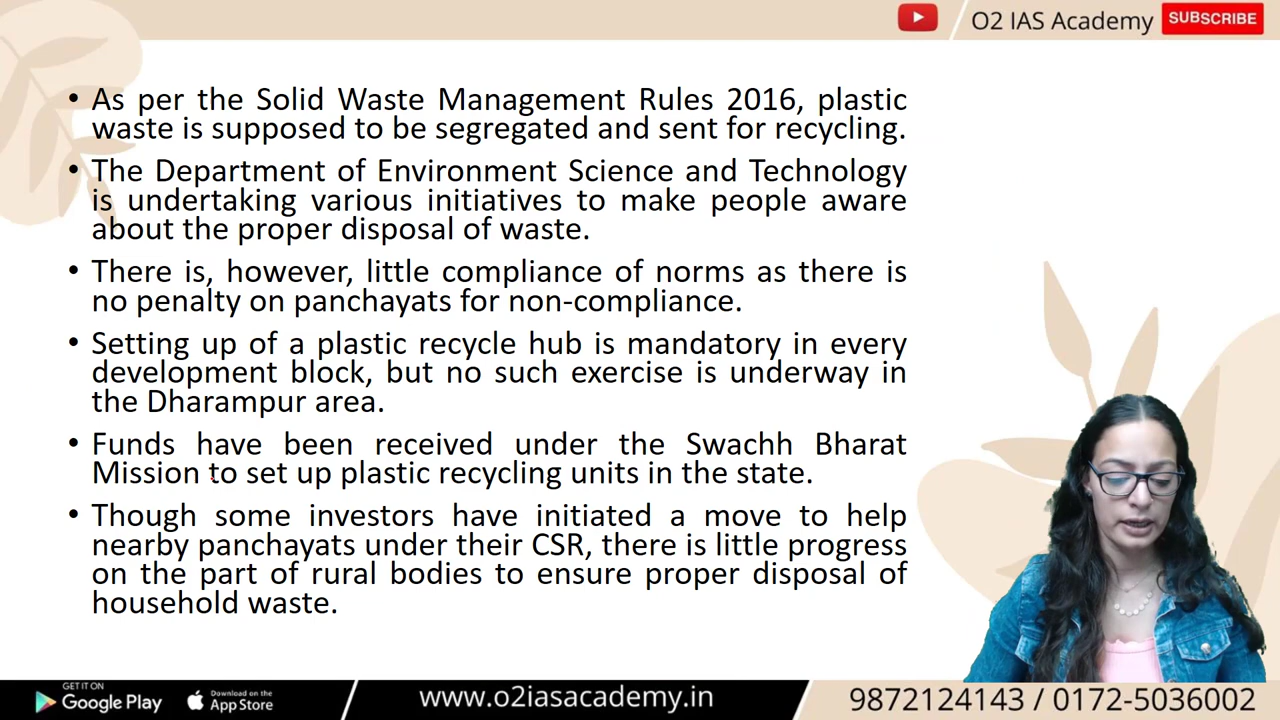 O2 IAS Academy SUBSCRIBE
• As per the Solid Waste Management Rules 2016, plastic
waste is supposed to be segregated and sent for recycling.
• The Department of Environment Science and Technology
is undertaking various initiatives to make people aware
about the proper disposal of waste.
• There is, however, little compliance of norms as there is
no penalty on panchayats for non-compliance.
• Setting up of a plastic recycle hub is mandatory in every
development block, but no such exercise is underway in
the Dharampur area.
• Funds have been received under the Swachh Bharat
Mission to set up plastic recycling units in the state.
• Though some investors have initiated a move to help
nearby panchayats under their CSR, there is little progress
on the part of rural bodies to ensure proper disposal of
household waste.
GET IT ON
Google Play
Download on the
App Store
www.o2iasacademy.in
9872124143 / 0172-5036002